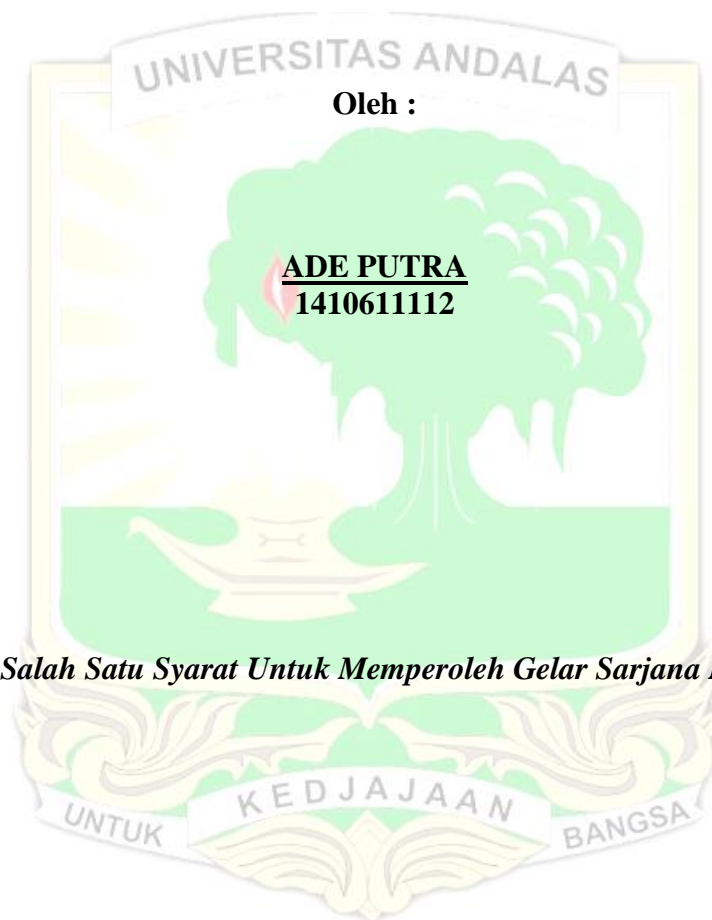 UNIVERSITAS ANDALAS
Oleh :
ADE PUTRA
1410611112
Salah Satu Syarat Untuk Memperoleh Gelar Sarjana
UNTUK KEDJAJAAN BANGSA